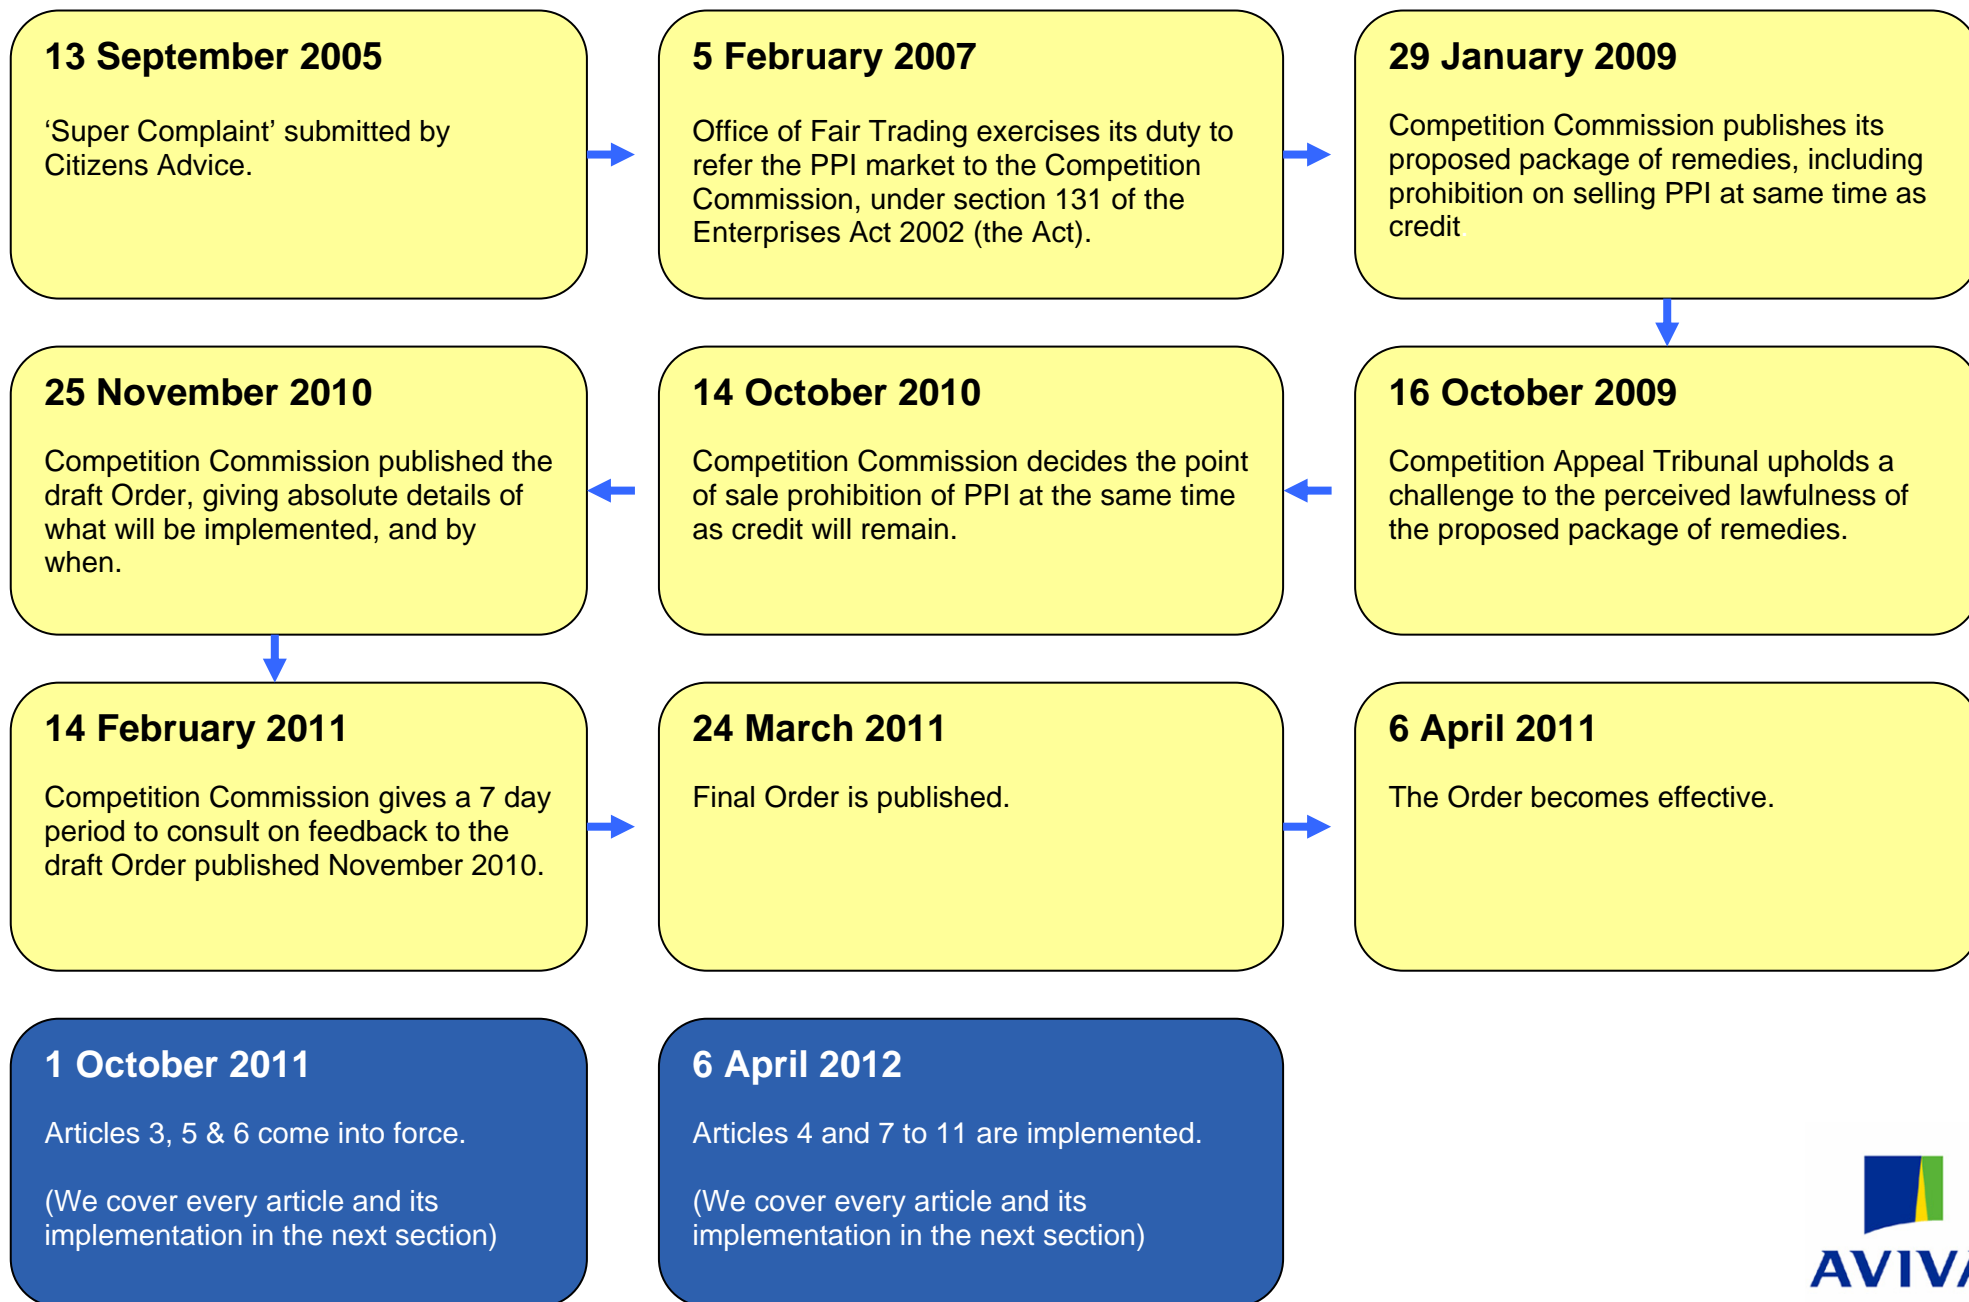 13 September 2005
‘Super Complaint’ submitted by
Citizens Advice.
5 February 2007
Office of Fair Trading exercises its duty to
refer the PPI market to the Competition
Commission, under section 131 of the
Enterprises Act 2002 (the Act).
29 January 2009
Competition Commission publishes its
proposed package of remedies, including
prohibition on selling PPI at same time as
credit
16 October 2009
Competition Appeal Tribunal upholds a
challenge to the perceived lawfulness of
the proposed package of remedies.
14 October 2010
Competition Commission decides the point
of sale prohibition of PPI at the same time
as credit will remain.
25 November 2010
Competition Commission published the
draft Order, giving absolute details of
what will be implemented, and by
when.
14 February 2011
Competition Commission gives a 7 day
period to consult on feedback to the
draft Order published November 2010.
24 March 2011
Final Order is published.
6 April 2011
The Order becomes effective.
1 October 2011
Articles 3, 5 & 6 come into force.
(We cover every article and its
implementation in the next section)
6 April 2012
Articles 4 and 7 to 11 are implemented.
(We cover every article and its
implementation in the next section)
AVIVA